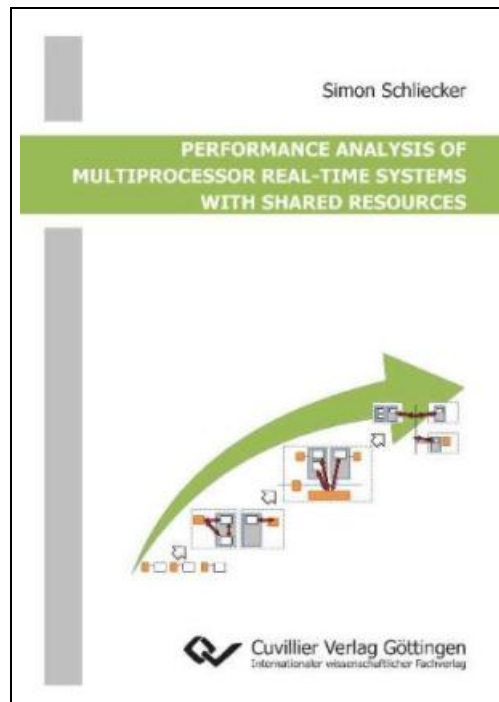 Simon Schliecker
PERFORMANCE ANALYSIS OF
MULTIPROCESSOR REAL-TIME SYSTEMS
WITH SHARED RESOURCES
Cuvillier Verlag Göttingen
Internationaler wissenschaftlicher Fachverlag